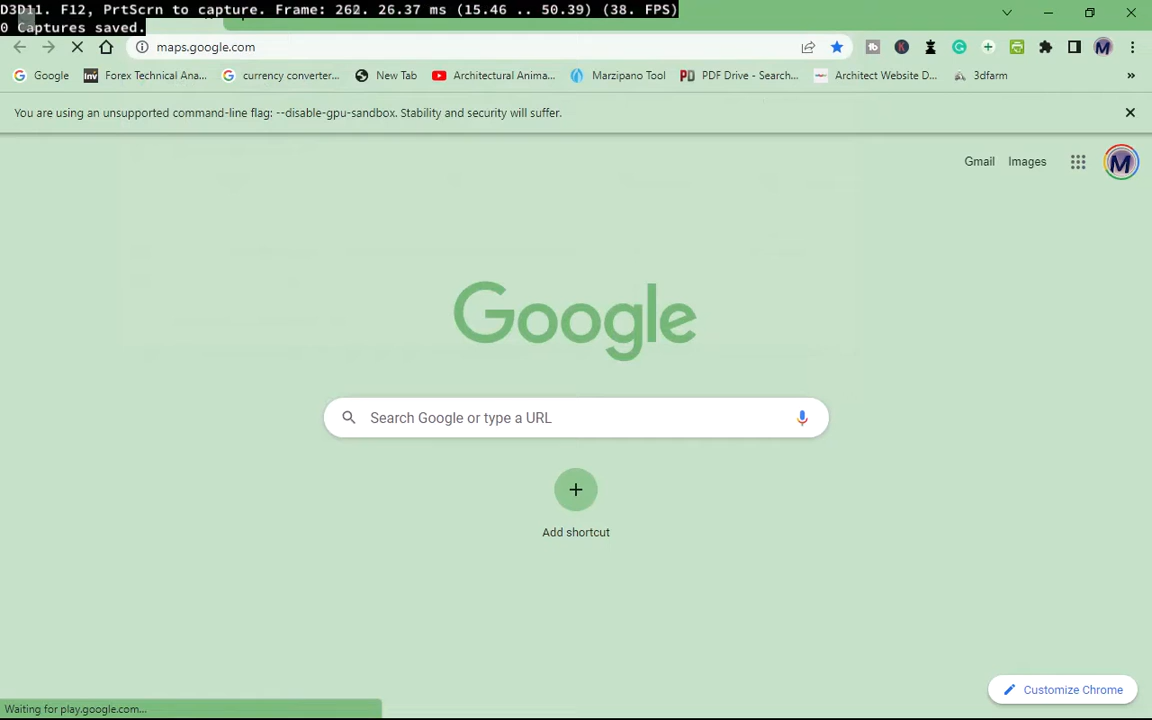 D3D11. F12, PrtScrn to capture. Frame: 262. 26.37 ms (15.46 .. 50.39) (38. FPS)
0 Captures saved.
maps.google.com
Google
Forex Technical Ana...
currency converter...
New Tab
Architectural Anima...
Marzipano Tool
PDF Drive - Search...
Architect Website D...
3dfarm
»
You are using an unsupported command-line flag: --disable-gpu-sandbox. Stability and security will suffer.
Gmail
Images
M
Google
Search Google or type a URL
Add shortcut
Customize Chrome
Waiting for play.google.com...